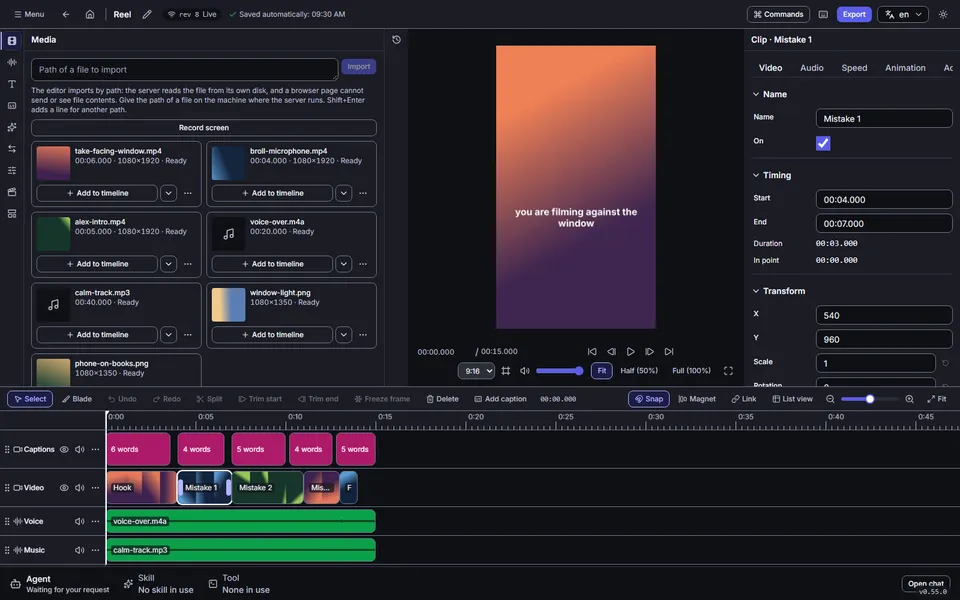 Menu
Reel
rev 8 Live
Saved automatically: 09:30 AM
Commands
Export
en
Media
Path of a file to import
Import
The editor imports by path: the server reads the file from its own disk, and a browser page cannot
send or see file contents. Give the path of a file on the machine where the server runs. Shift+Enter
adds a line for another path.
Record screen
take-facing-window.mp4
00:06.000 · 1080×1920 · Ready
+ Add to timeline
broll-microphone.mp4
00:04.000 · 1080×1920 · Ready
+ Add to timeline
alex-intro.mp4
00:05.000 · 1080×1920 · Ready
+ Add to timeline
voice-over.m4a
00:20.000 · Ready
+ Add to timeline
calm-track.mp3
00:40.000 · Ready
+ Add to timeline
window-light.png
1080×1350 · Ready
+ Add to timeline
phone-on-books.png
1080×1350 · Ready
you are filming against the
window
00:00.000 / 00:15.000
9:16
Fit
Half (50%)
Full (100%)
Clip · Mistake 1
Video
Audio
Speed
Animation
Ac
Name
Name
Mistake 1
On
Timing
Start
00:04.000
End
00:07.000
Duration
00:03.000
In point
00:00.000
Transform
X
540
Y
960
Scale
1
Rotation
Select
Blade
Undo
Redo
Split
Trim start
Trim end
Freeze frame
Delete
Add caption
00:00.000
Snap
Magnet
Link
List view
Fit
0:00
0:05
0:10
0:15
0:20
0:25
0:30
0:35
0:40
0:45
Captions
6 words
4 words
5 words
4 words
5 words
Video
Hook
Mistake 1
Mistake 2
Mis...
F
Voice
voice-over.m4a
Music
calm-track.mp3
Agent
Waiting for your request
Skill
No skill in use
Tool
None in use
Open chat
v0.55.0